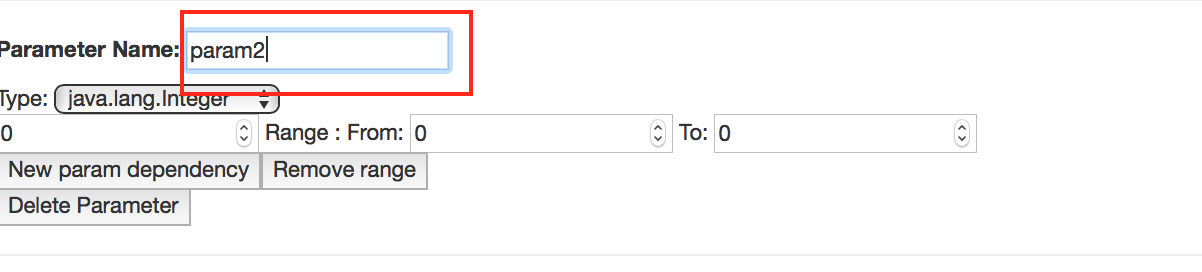 Parameter Name: param2
Type: java.lang.Integer
0 Range : From: 0 To: 0
New param dependency Remove range
Delete Parameter